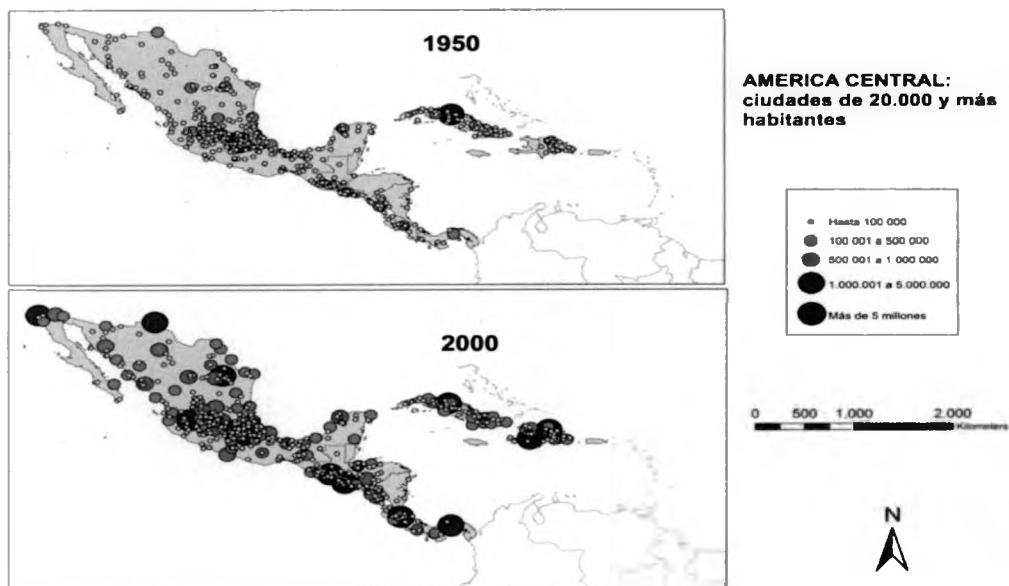 1950
2000
AMERICA CENTRAL:
ciudades de 20.000 y más
habitantes
Hasta 100 000
100 001 a 500 000
500 001 a 1 000 000
1.000.001 a 5.000.000
Más de 5 millones
0 500 1,000 2.000
Kilometers
N